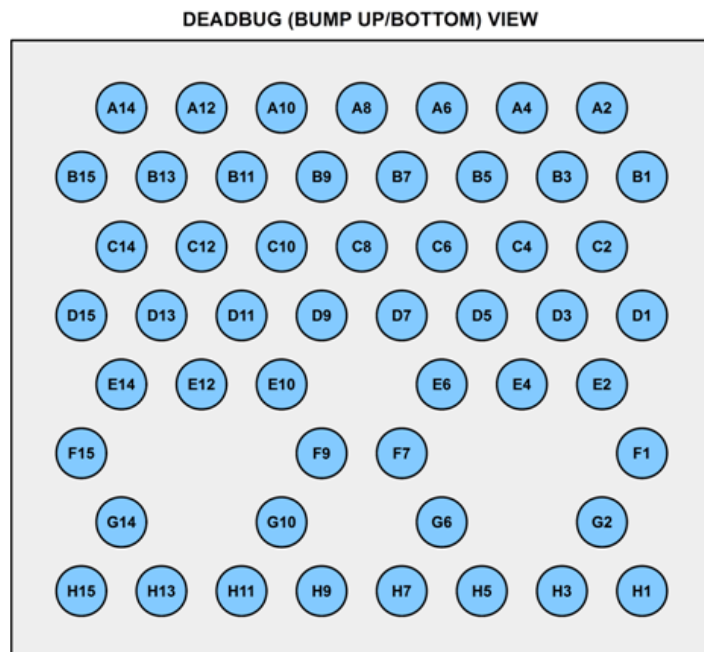 DEADBUG (BUMP UP/BOTTOM) VIEW
A14 A12 A10 A8 A6 A4 A2
B15 B13 B11 B9 B7 B5 B3 B1
C14 C12 C10 C8 C6 C4 C2
D15 D13 D11 D9 D7 D5 D3 D1
E14 E12 E10 E6 E4 E2
F15 F9 F7 F1
G14 G10 G6 G2
H15 H13 H11 H9 H7 H5 H3 H1